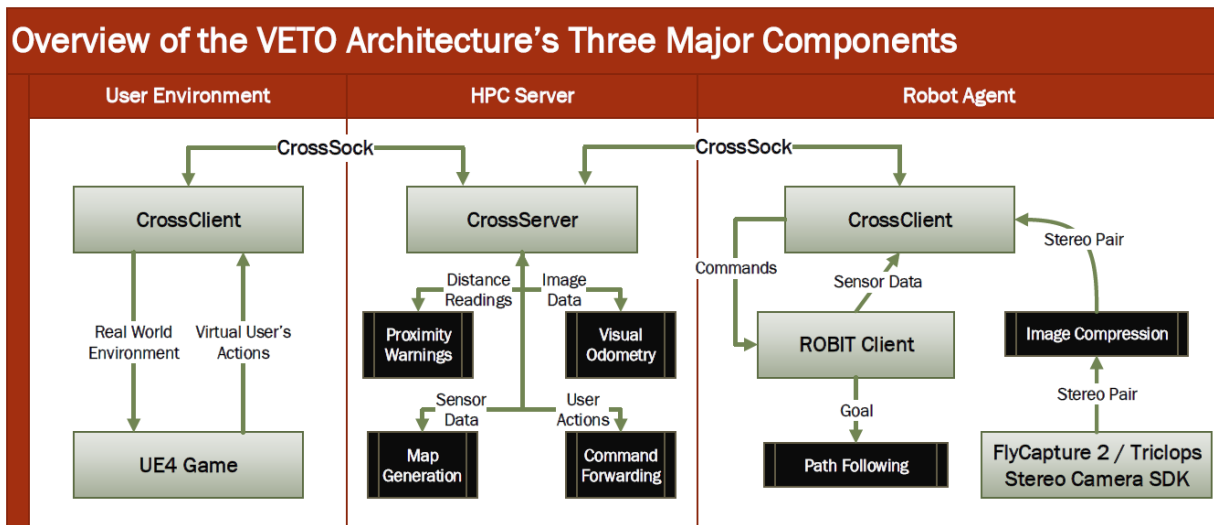 Overview of the VETO Architecture's Three Major Components
User Environment
HPC Server
Robot Agent
CrossSock
CrossSock
CrossClient
CrossServer
CrossClient
Stereo Pair
Commands
Sensor Data
Distance
Readings
Image
Data
Real World
Environment
Virtual User's
Actions
Proximity
Warnings
Visual
Odometry
ROBIT Client
Image Compression
Sensor
Data
User
Actions
Goal
Stereo Pair
UE4 Game
Map
Generation
Command
Forwarding
Path Following
FlyCapture 2 / Triclops
Stereo Camera SDK